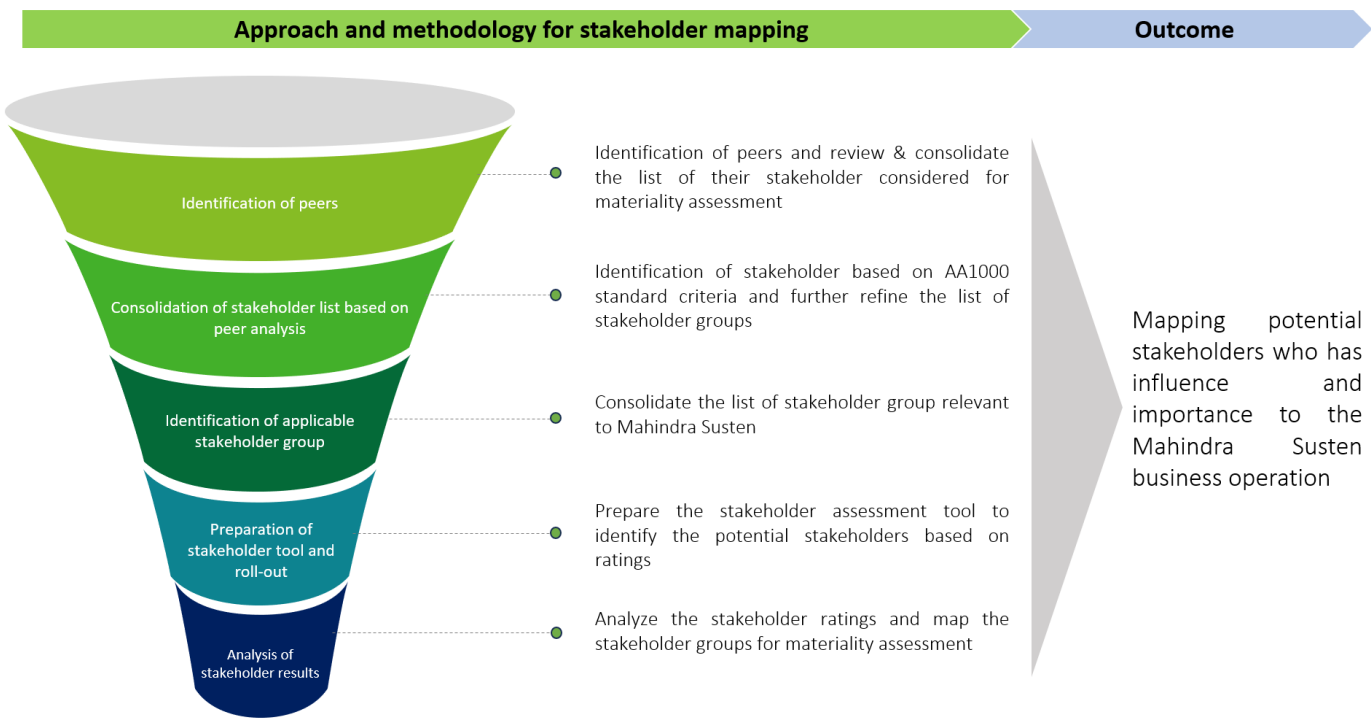 Approach and methodology for stakeholder mapping
Outcome
Identification of peers
Identification of peers and review & consolidate
the list of their stakeholder considered for
materiality assessment
Consolidation of stakeholder list based on
peer analysis
Identification of stakeholder based on AA1000
standard criteria and further refine the list of
stakeholder groups
Identification of applicable
stakeholder group
Consolidate the list of stakeholder group relevant
to Mahindra Susten
Preparation of
stakeholder tool and
roll-out
Prepare the stakeholder assessment tool to
identify the potential stakeholders based on
ratings
Analysis of
stakeholder results
Analyze the stakeholder ratings and map the
stakeholder groups for materiality assessment
Mapping potential
stakeholders who has
influence and
importance to the
Mahindra Susten
business operation